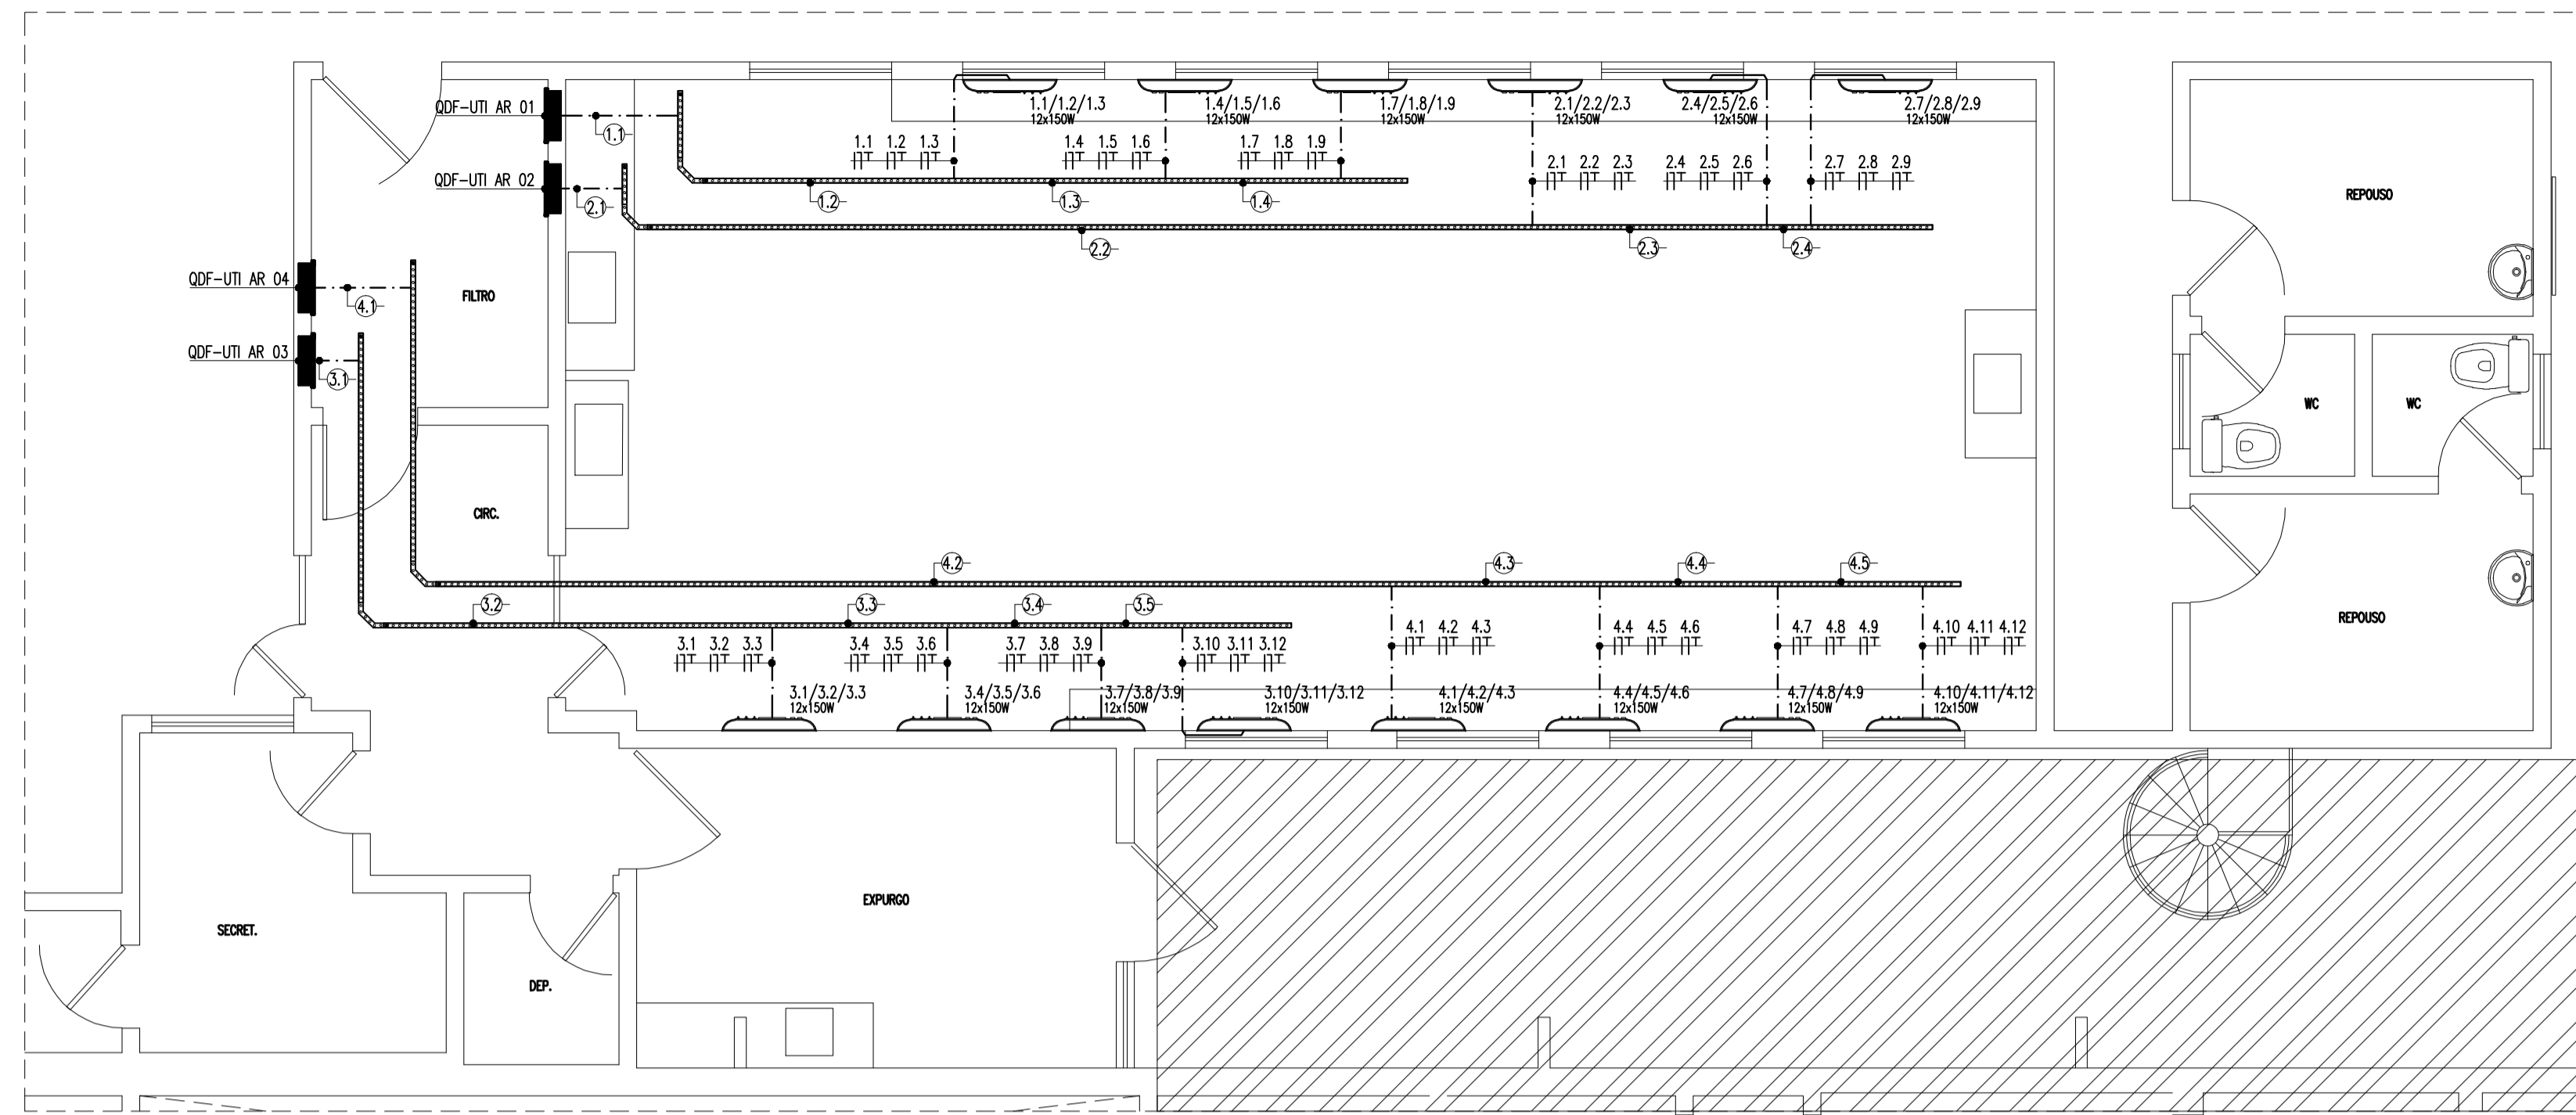 QDF-UTI AR 01
1.1
1.1/1.2/1.3
12x150W
1.4/1.5/1.6
12x150W
1.7/1.8/1.9
12x150W
2.1/2.2/2.3
12x150W
2.4/2.5/2.6
12x150W
2.7/2.8/2.9
12x150W
1.1 1.2 1.3
1.4 1.5 1.6
1.7 1.8 1.9
2.1 2.2 2.3
2.4 2.5 2.6
2.7 2.8 2.9
QDF-UTI AR 02
2.1
1.2
1.3
1.4
2.2
2.3
2.4
REPOUSO
QDF-UTI AR 04
4.1
FILTRO
QDF-UTI AR 03
3.1
WC
WC
CIRC.
4.2
4.3
4.4
4.5
3.2
3.3
3.4
3.5
REPOUSO
3.1 3.2 3.3
3.4 3.5 3.6
3.7 3.8 3.9
3.10 3.11 3.12
4.1 4.2 4.3
4.4 4.5 4.6
4.7 4.8 4.9
4.10 4.11 4.12
3.1/3.2/3.3
12x150W
3.4/3.5/3.6
12x150W
3.7/3.8/3.9
12x150W
3.10/3.11/3.12
12x150W
4.1/4.2/4.3
12x150W
4.4/4.5/4.6
12x150W
4.7/4.8/4.9
12x150W
4.10/4.11/4.12
12x150W
EXPURGO
SECRET.
DEP.